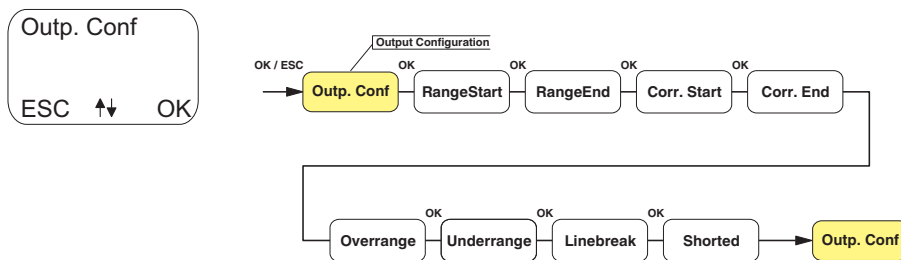 Outp. Conf
ESC OK
Output Configuration
OK / ESC OK OK OK OK
Outp. Conf RangeStart RangeEnd Corr. Start Corr. End
OK OK OK
Overrange Underrange Linebreak Shorted Outp. Conf